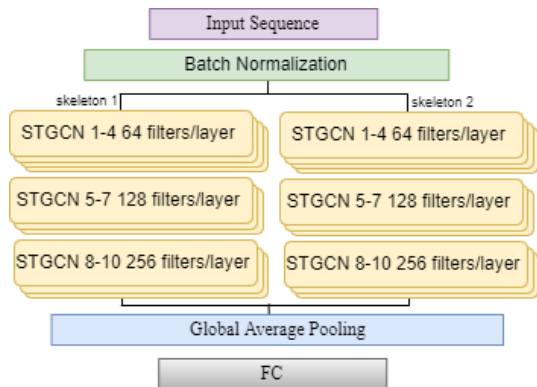 Input Sequence
Batch Normalization
skeleton 1
skeleton 2
STGCN 1-4 64 filters/layer
STGCN 1-4 64 filters/layer
STGCN 5-7 128 filters/layer
STGCN 5-7 128 filters/layer
STGCN 8-10 256 filters/layer
STGCN 8-10 256 filters/layer
Global Average Pooling
FC